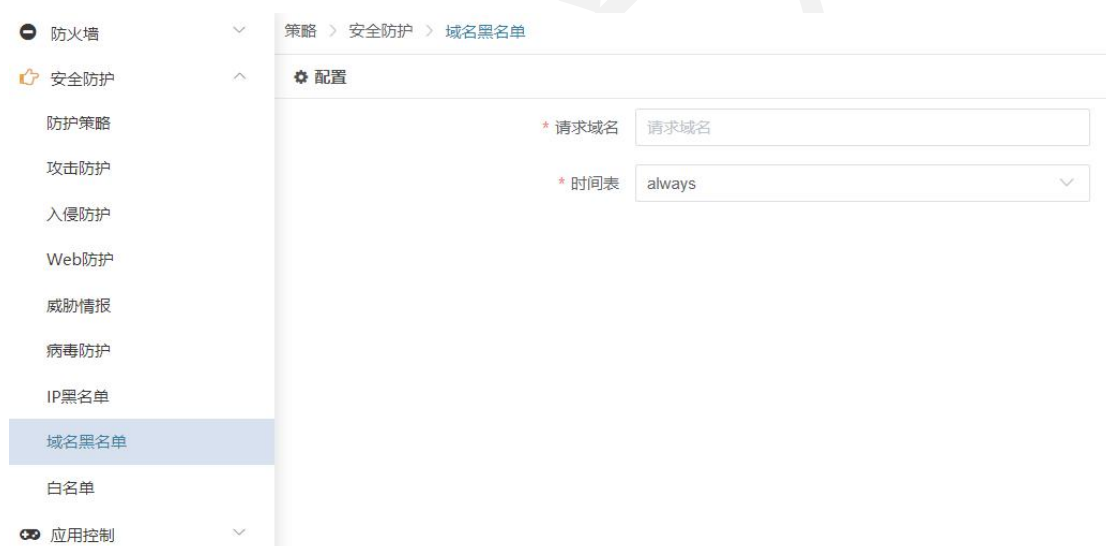 防火墙
安全防护
防护策略
攻击防护
入侵防护
Web防护
威胁情报
病毒防护
IP黑名单
域名黑名单
白名单
应用控制
策略 > 安全防护 > 域名黑名单
配置
* 请求域名 请求域名
* 时间表 always